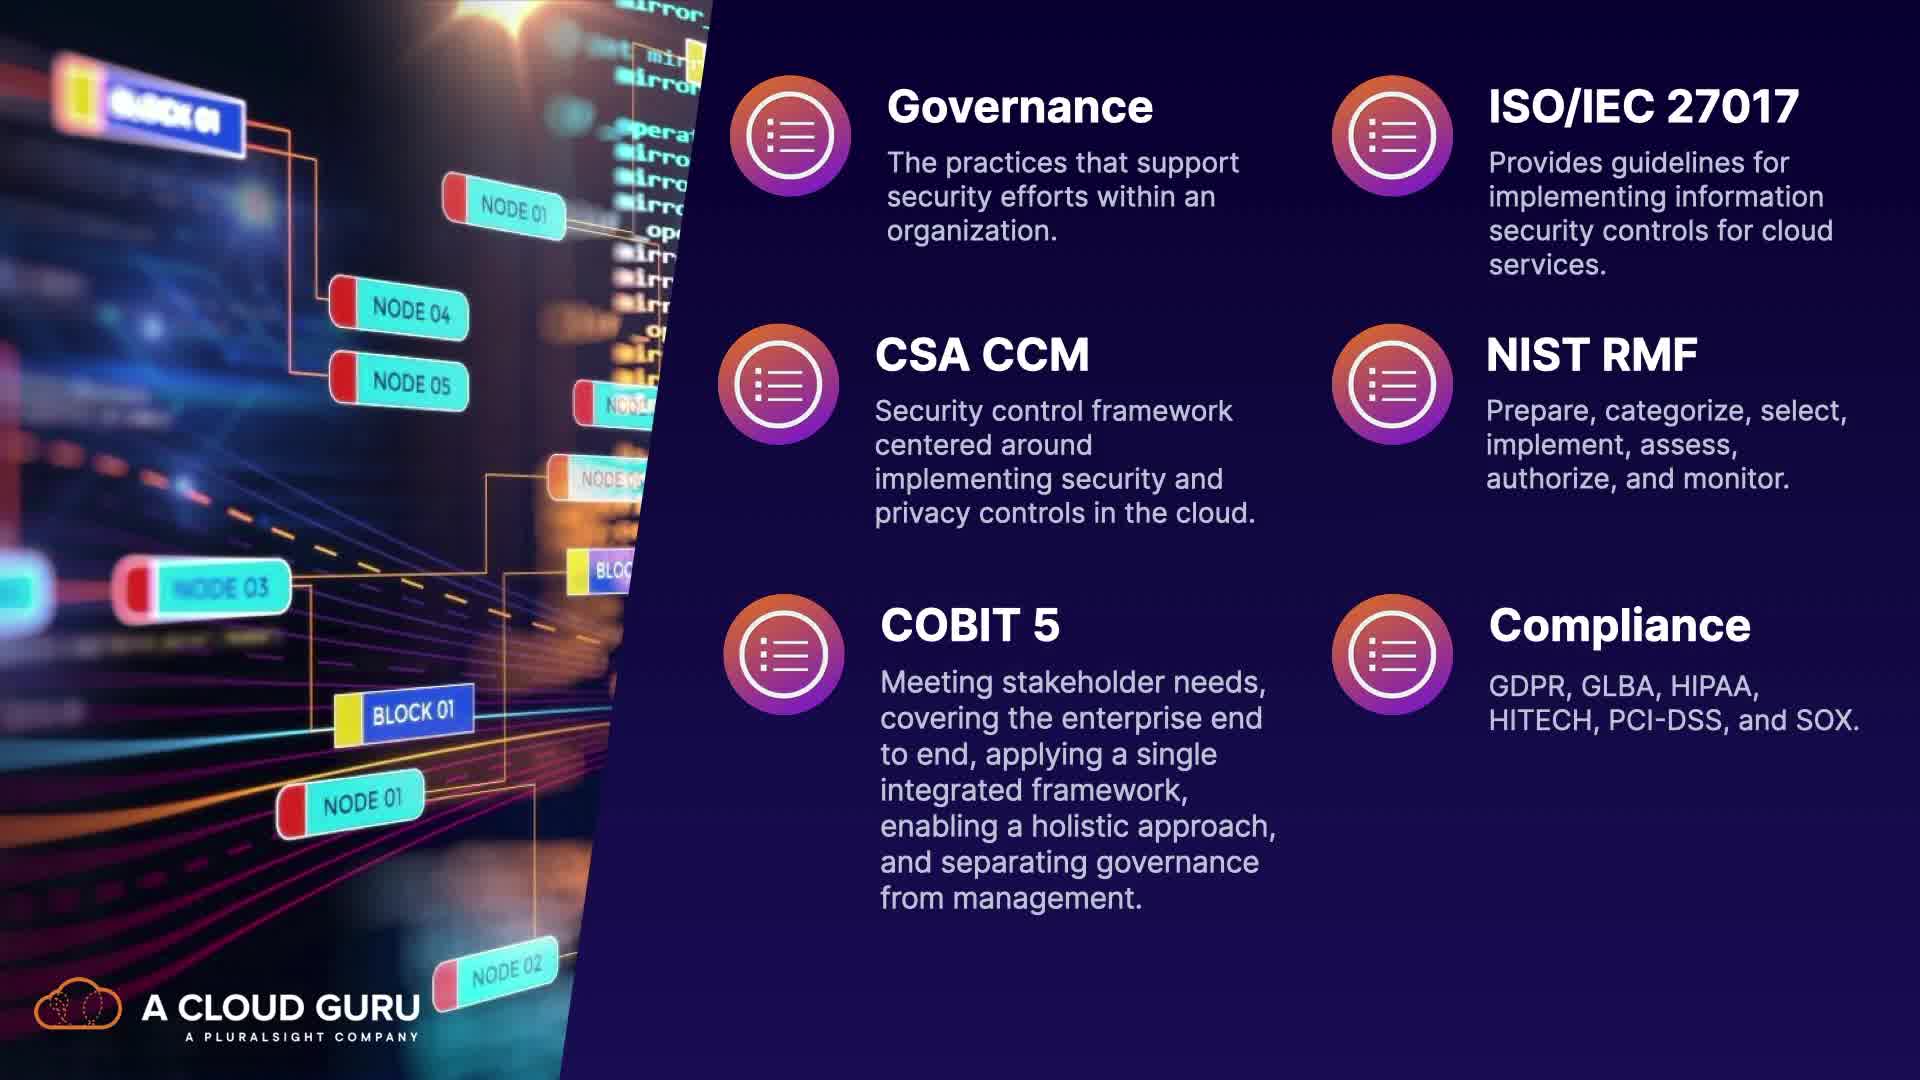 Governance
The practices that support
security efforts within an
organization.
ISO/IEC 27017
Provides guidelines for
implementing information
security controls for cloud
services.
CSA CCM
Security control framework
centered around
implementing security and
privacy controls in the cloud.
NIST RMF
Prepare, categorize, select,
implement, assess,
authorize, and monitor.
COBIT 5
Meeting stakeholder needs,
covering the enterprise end
to end, applying a single
integrated framework,
enabling a holistic approach,
and separating governance
from management.
Compliance
GDPR, GLBA, HIPAA,
HITECH, PCI-DSS, and SOX.
BLOCK 01
NODE 01
NODE 04
NODE 05
NODE 03
BLOCK 01
NODE 01
NODE 02
mirror
A CLOUD GURU
A PLURALSIGHT COMPANY